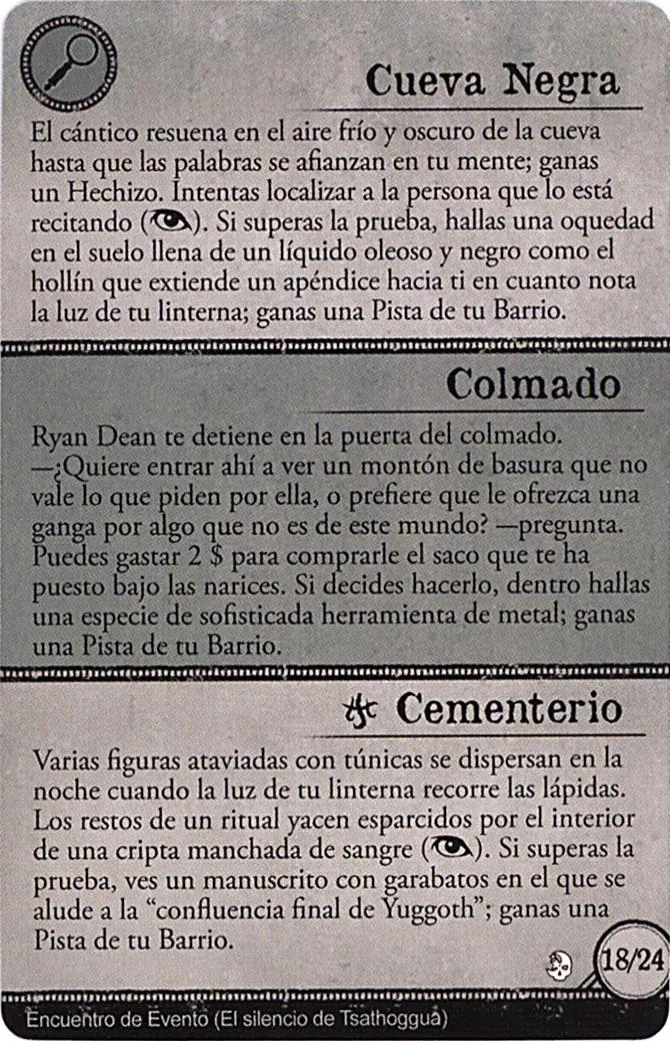 Cueva Negra
El cántico resuena en el aire frío y oscuro de la cueva
hasta que las palabras se afianzan en tu mente; ganas
un Hechizo. Intentas localizar a la persona que lo está
recitando (). Si superas la prueba, hallas una oquedad
en el suelo llena de un líquido oleoso y negro como el
hollín que extiende un apéndice hacia ti en cuanto nota
la luz de tu linterna; ganas una Pista de tu Barrio.
Colmado
Ryan Dean te detiene en la puerta del colmado.
—¿Quiere entrar ahí a ver un montón de basura que no
vale lo que piden por ella, o prefiere que le ofrezca una
ganga por algo que no es de este mundo? —pregunta.
Puedes gastar 2 $ para comprarle el saco que te ha
puesto bajo las narices. Si decides hacerlo, dentro hallas
una especie de sofisticada herramienta de metal; ganas
una Pista de tu Barrio.
Cementerio
Varias figuras ataviadas con túnicas se dispersan en la
noche cuando la luz de tu linterna recorre las lápidas.
Los restos de un ritual yacen esparcidos por el interior
de una cripta manchada de sangre (). Si superas la
prueba, ves un manuscrito con garabatos en el que se
alude a la “confluencia final de Yuggoth”; ganas una
Pista de tu Barrio.
18/24
Encuentro de Evento (El silencio de Tsathoggua)